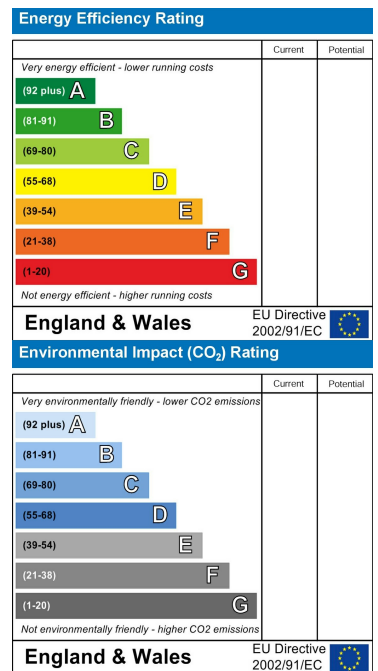 Energy Efficiency Rating
Current Potential
Very energy efficient - lower running costs
(92 plus) A
(81-91) B
(69-80) C
(55-68) D
(39-54) E
(21-38) F
(1-20) G
Not energy efficient - higher running costs
England & Wales
EU Directive
2002/91/EC
Environmental Impact (CO₂) Rating
Current Potential
Very environmentally friendly - lower CO2 emissions
(92 plus) A
(81-91) B
(69-80) C
(55-68) D
(39-54) E
(21-38) F
(1-20) G
Not environmentally friendly - higher CO2 emissions
England & Wales
EU Directive
2002/91/EC